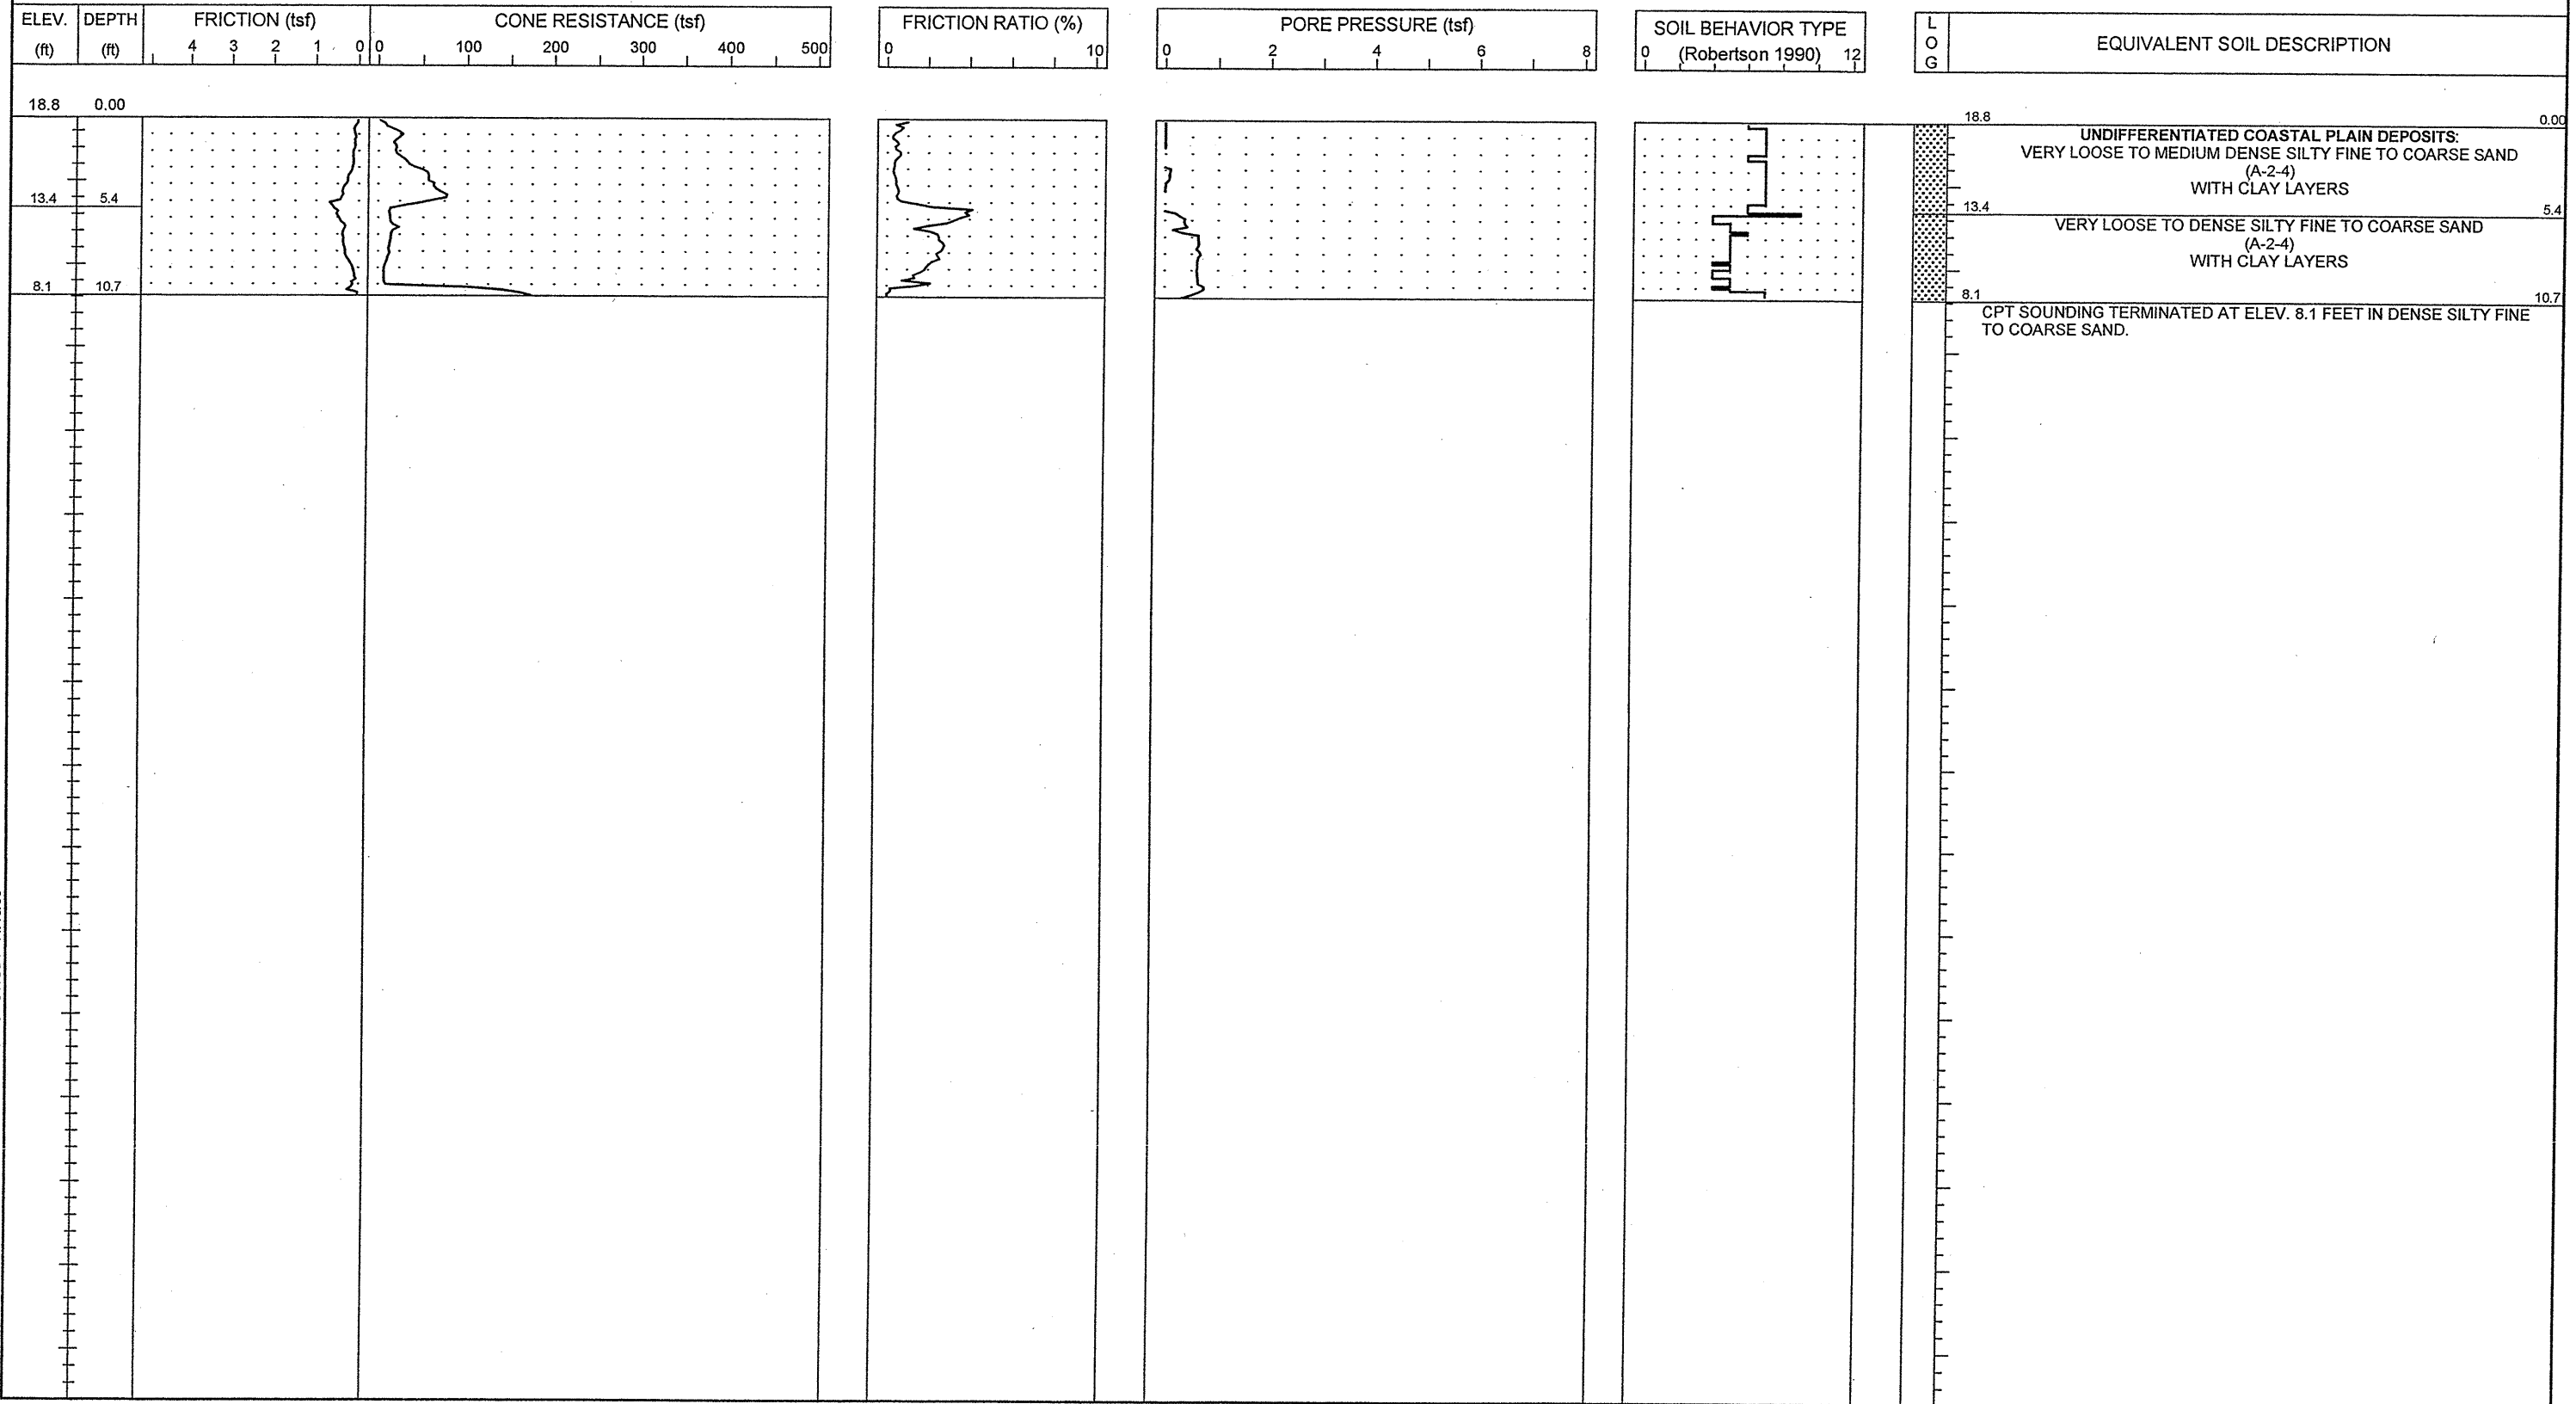 ELEV.
(ft)
DEPTH
(ft)
FRICTION (tsf)
4 3 2 1 0
CONE RESISTANCE (tsf)
0 100 200 300 400 500
FRICTION RATIO (%)
0 10
PORE PRESSURE (tsf)
0 2 4 6 8
SOIL BEHAVIOR TYPE
(Robertson 1990)
0 12
L
O
G
EQUIVALENT SOIL DESCRIPTION
18.8 0.00
13.4 5.4
8.1 10.7
18.8 0.00
UNDIFFERENTIATED COASTAL PLAIN DEPOSITS:
VERY LOOSE TO MEDIUM DENSE SILTY FINE TO COARSE SAND
(A-2-4)
WITH CLAY LAYERS
13.4 5.4
VERY LOOSE TO DENSE SILTY FINE TO COARSE SAND
(A-2-4)
WITH CLAY LAYERS
8.1 10.7
CPT SOUNDING TERMINATED AT ELEV. 8.1 FEET IN DENSE SILTY FINE
TO COARSE SAND.